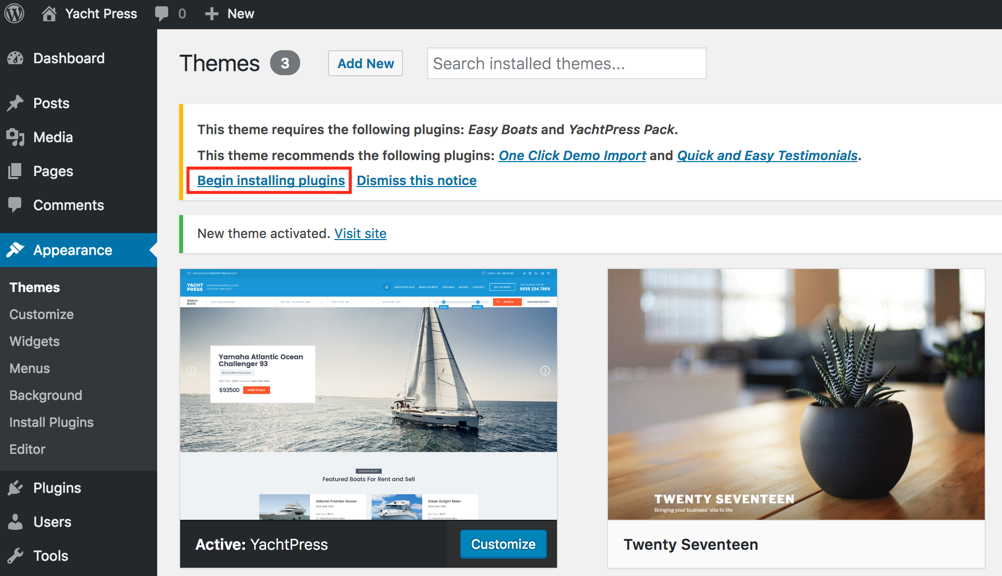 Yacht Press 0 New
Dashboard
Posts
Media
Pages
Comments
Appearance
Themes
Customize
Widgets
Menus
Background
Install Plugins
Editor
Plugins
Users
Tools
Themes 3 Add New Search installed themes...
This theme requires the following plugins: Easy Boats and YachtPress Pack.
This theme recommends the following plugins: One Click Demo Import and Quick and Easy Testimonials.
Begin installing plugins Dismiss this notice
New theme activated. Visit site
YACHT
PRESS
Yamaha Atlantic Ocean
Challenger 93
$93500
Featured Boats For Rent and Sell
Active: YachtPress Customize
TWENTY SEVENTEEN
Bringing your business' site to life
Twenty Seventeen